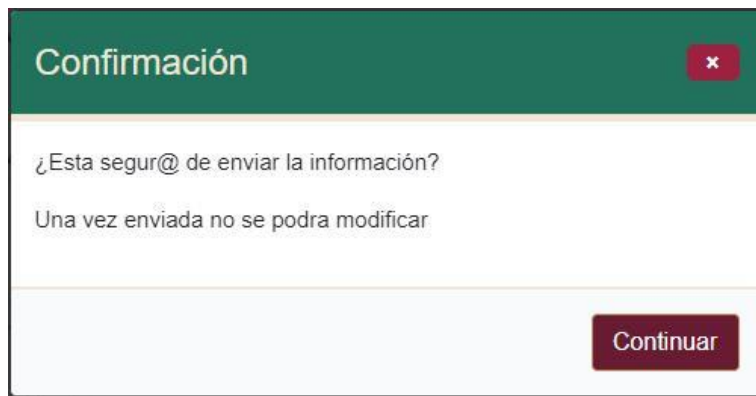 Confirmación
¿Esta segur@ de enviar la información?
Una vez enviada no se podra modificar
Continuar